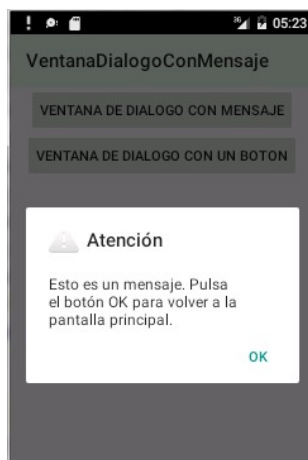 36 05:23
VentanaDialogoConMensaje
VENTANA DE DIALOGO CON MENSAJE
VENTANA DE DIALOGO CON UN BOTON
Atención
Esto es un mensaje. Pulsa
el botón OK para volver a la
pantalla principal.
OK